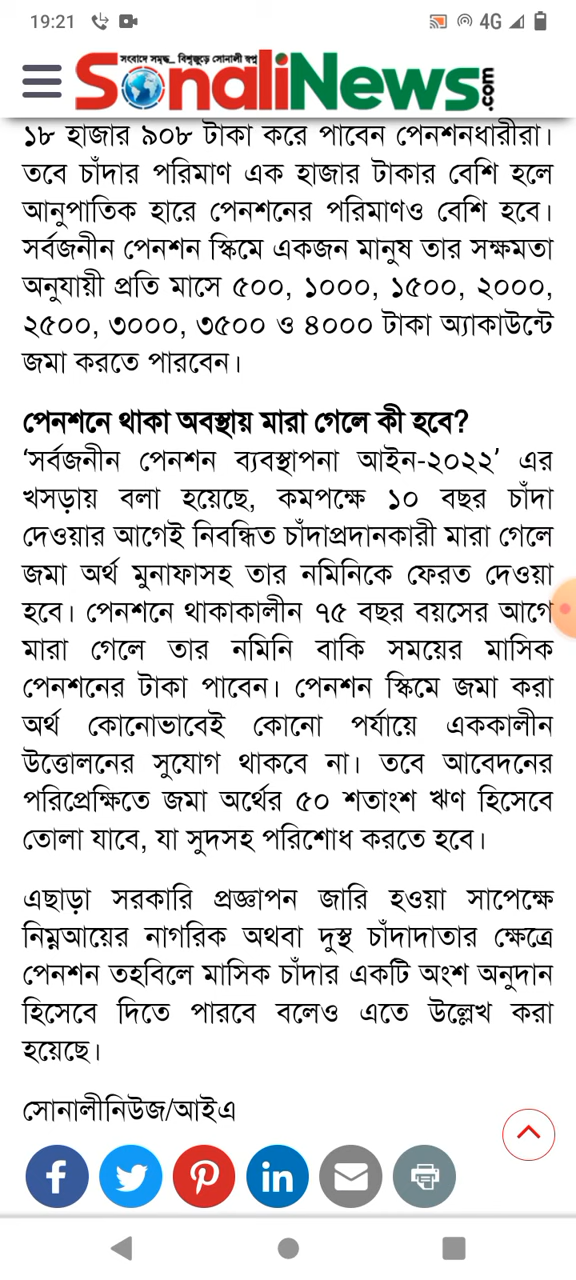 19:21
4G
সংবাদে সমৃদ্ধ... বিশ্বজুড়ে সোনালী স্বপ্ন
SonaliNews.com
১৮ হাজার ৯০৮ টাকা করে পাবেন পেনশনধারীরা।
তবে চাঁদার পরিমাণ এক হাজার টাকার বেশি হলে
আনুপাতিক হারে পেনশনের পরিমাণও বেশি হবে।
সর্বজনীন পেনশন স্কিমে একজন মানুষ তার সক্ষমতা
অনুযায়ী প্রতি মাসে ৫০০, ১০০০, ১৫০০, ২০০০,
২৫০০, ৩০০০, ৩৫০০ ও ৪০০০ টাকা অ্যাকাউন্টে
জমা করতে পারবেন।
পেনশনে থাকা অবস্থায় মারা গেলে কী হবে?
‘সর্বজনীন পেনশন ব্যবস্থাপনা আইন-২০২২’ এর
খসড়ায় বলা হয়েছে, কমপক্ষে ১০ বছর চাঁদা
দেওয়ার আগেই নিবন্ধিত চাঁদাপ্রদানকারী মারা গেলে
জমা অর্থ মুনাফাসহ তার নমিনিকে ফেরত দেওয়া
হবে। পেনশনে থাকাকালীন ৭৫ বছর বয়সের আগে
মারা গেলে তার নমিনি বাকি সময়ের মাসিক
পেনশনের টাকা পাবেন। পেনশন স্কিমে জমা করা
অর্থ কোনোভাবেই কোনো পর্যায়ে এককালীন
উত্তোলনের সুযোগ থাকবে না। তবে আবেদনের
পরিপ্রেক্ষিতে জমা অর্থের ৫০ শতাংশ ঋণ হিসেবে
তোলা যাবে, যা সুদসহ পরিশোধ করতে হবে।
এছাড়া সরকারি প্রজ্ঞাপন জারি হওয়া সাপেক্ষে
নিম্নআয়ের নাগরিক অথবা দুস্থ চাঁদাদাতার ক্ষেত্রে
পেনশন তহবিলে মাসিক চাঁদার একটি অংশ অনুদান
হিসেবে দিতে পারবে বলেও এতে উল্লেখ করা
হয়েছে।
সোনালীনিউজ/আইএ